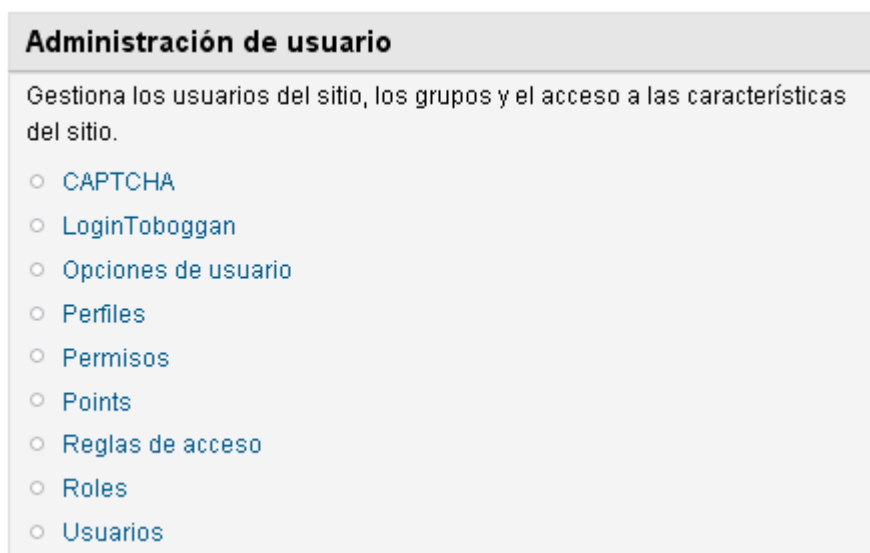 Administración de usuario
Gestiona los usuarios del sitio, los grupos y el acceso a las características
del sitio.
CAPTCHA
LoginToboggan
Opciones de usuario
Perfiles
Permisos
Points
Reglas de acceso
Roles
Usuarios